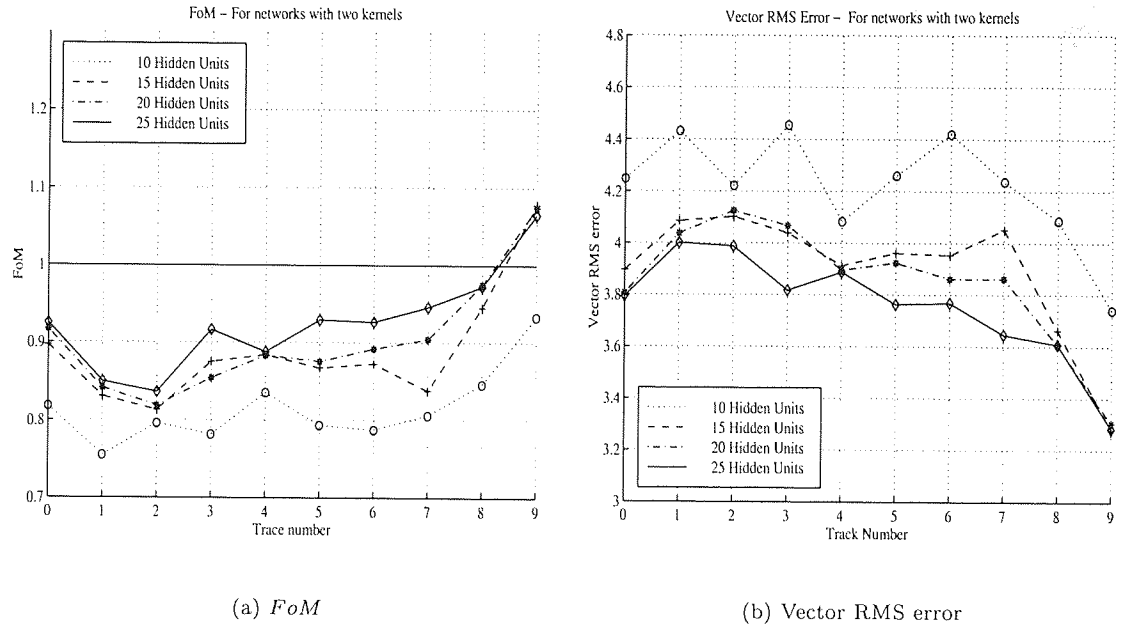 FoM – For networks with two kernels
10 Hidden Units
15 Hidden Units
20 Hidden Units
25 Hidden Units
1.2
1.1
1
0.9
0.8
0.7
FoM
0 1 2 3 4 5 6 7 8 9
Trace number
(a) FoM
Vector RMS Error – For networks with two kernels
4.8
4.6
4.4
4.2
4
3.8
3.6
3.4
3.2
3
Vector RMS error
10 Hidden Units
15 Hidden Units
20 Hidden Units
25 Hidden Units
0 1 2 3 4 5 6 7 8 9
Track Number
(b) Vector RMS error